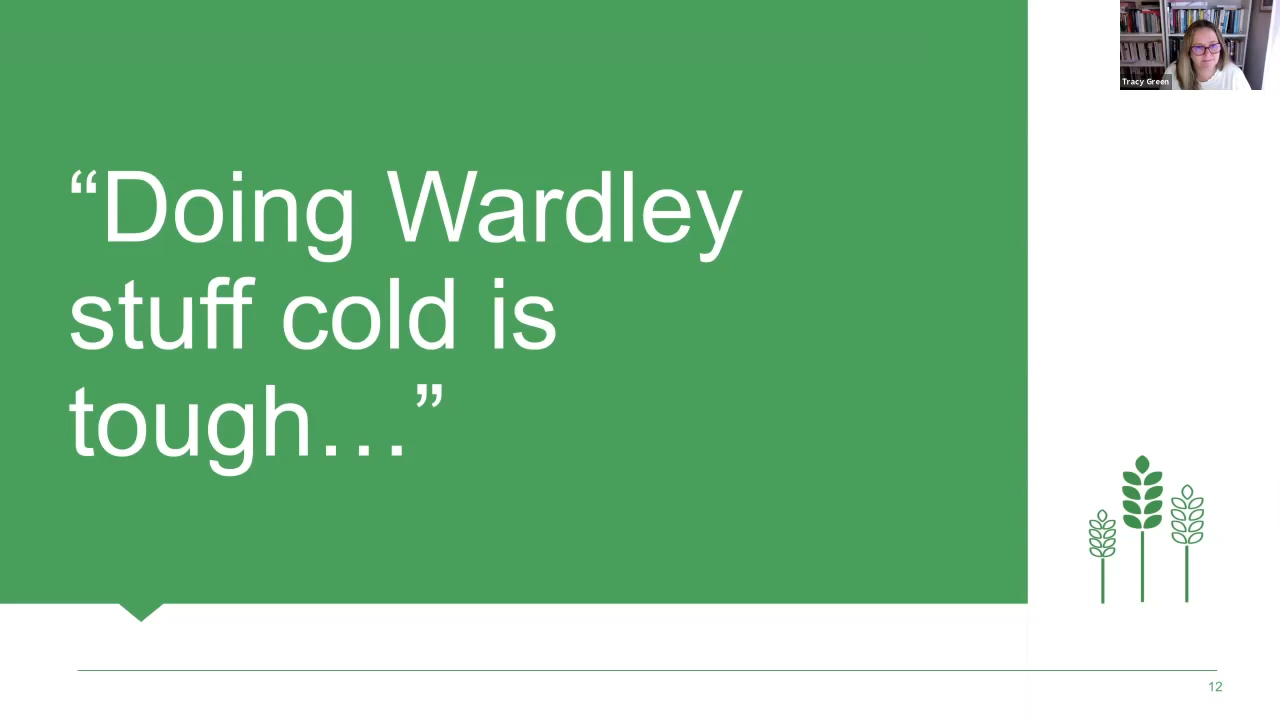 “Doing Wardley
stuff cold is
tough…”
Tracy Green
12